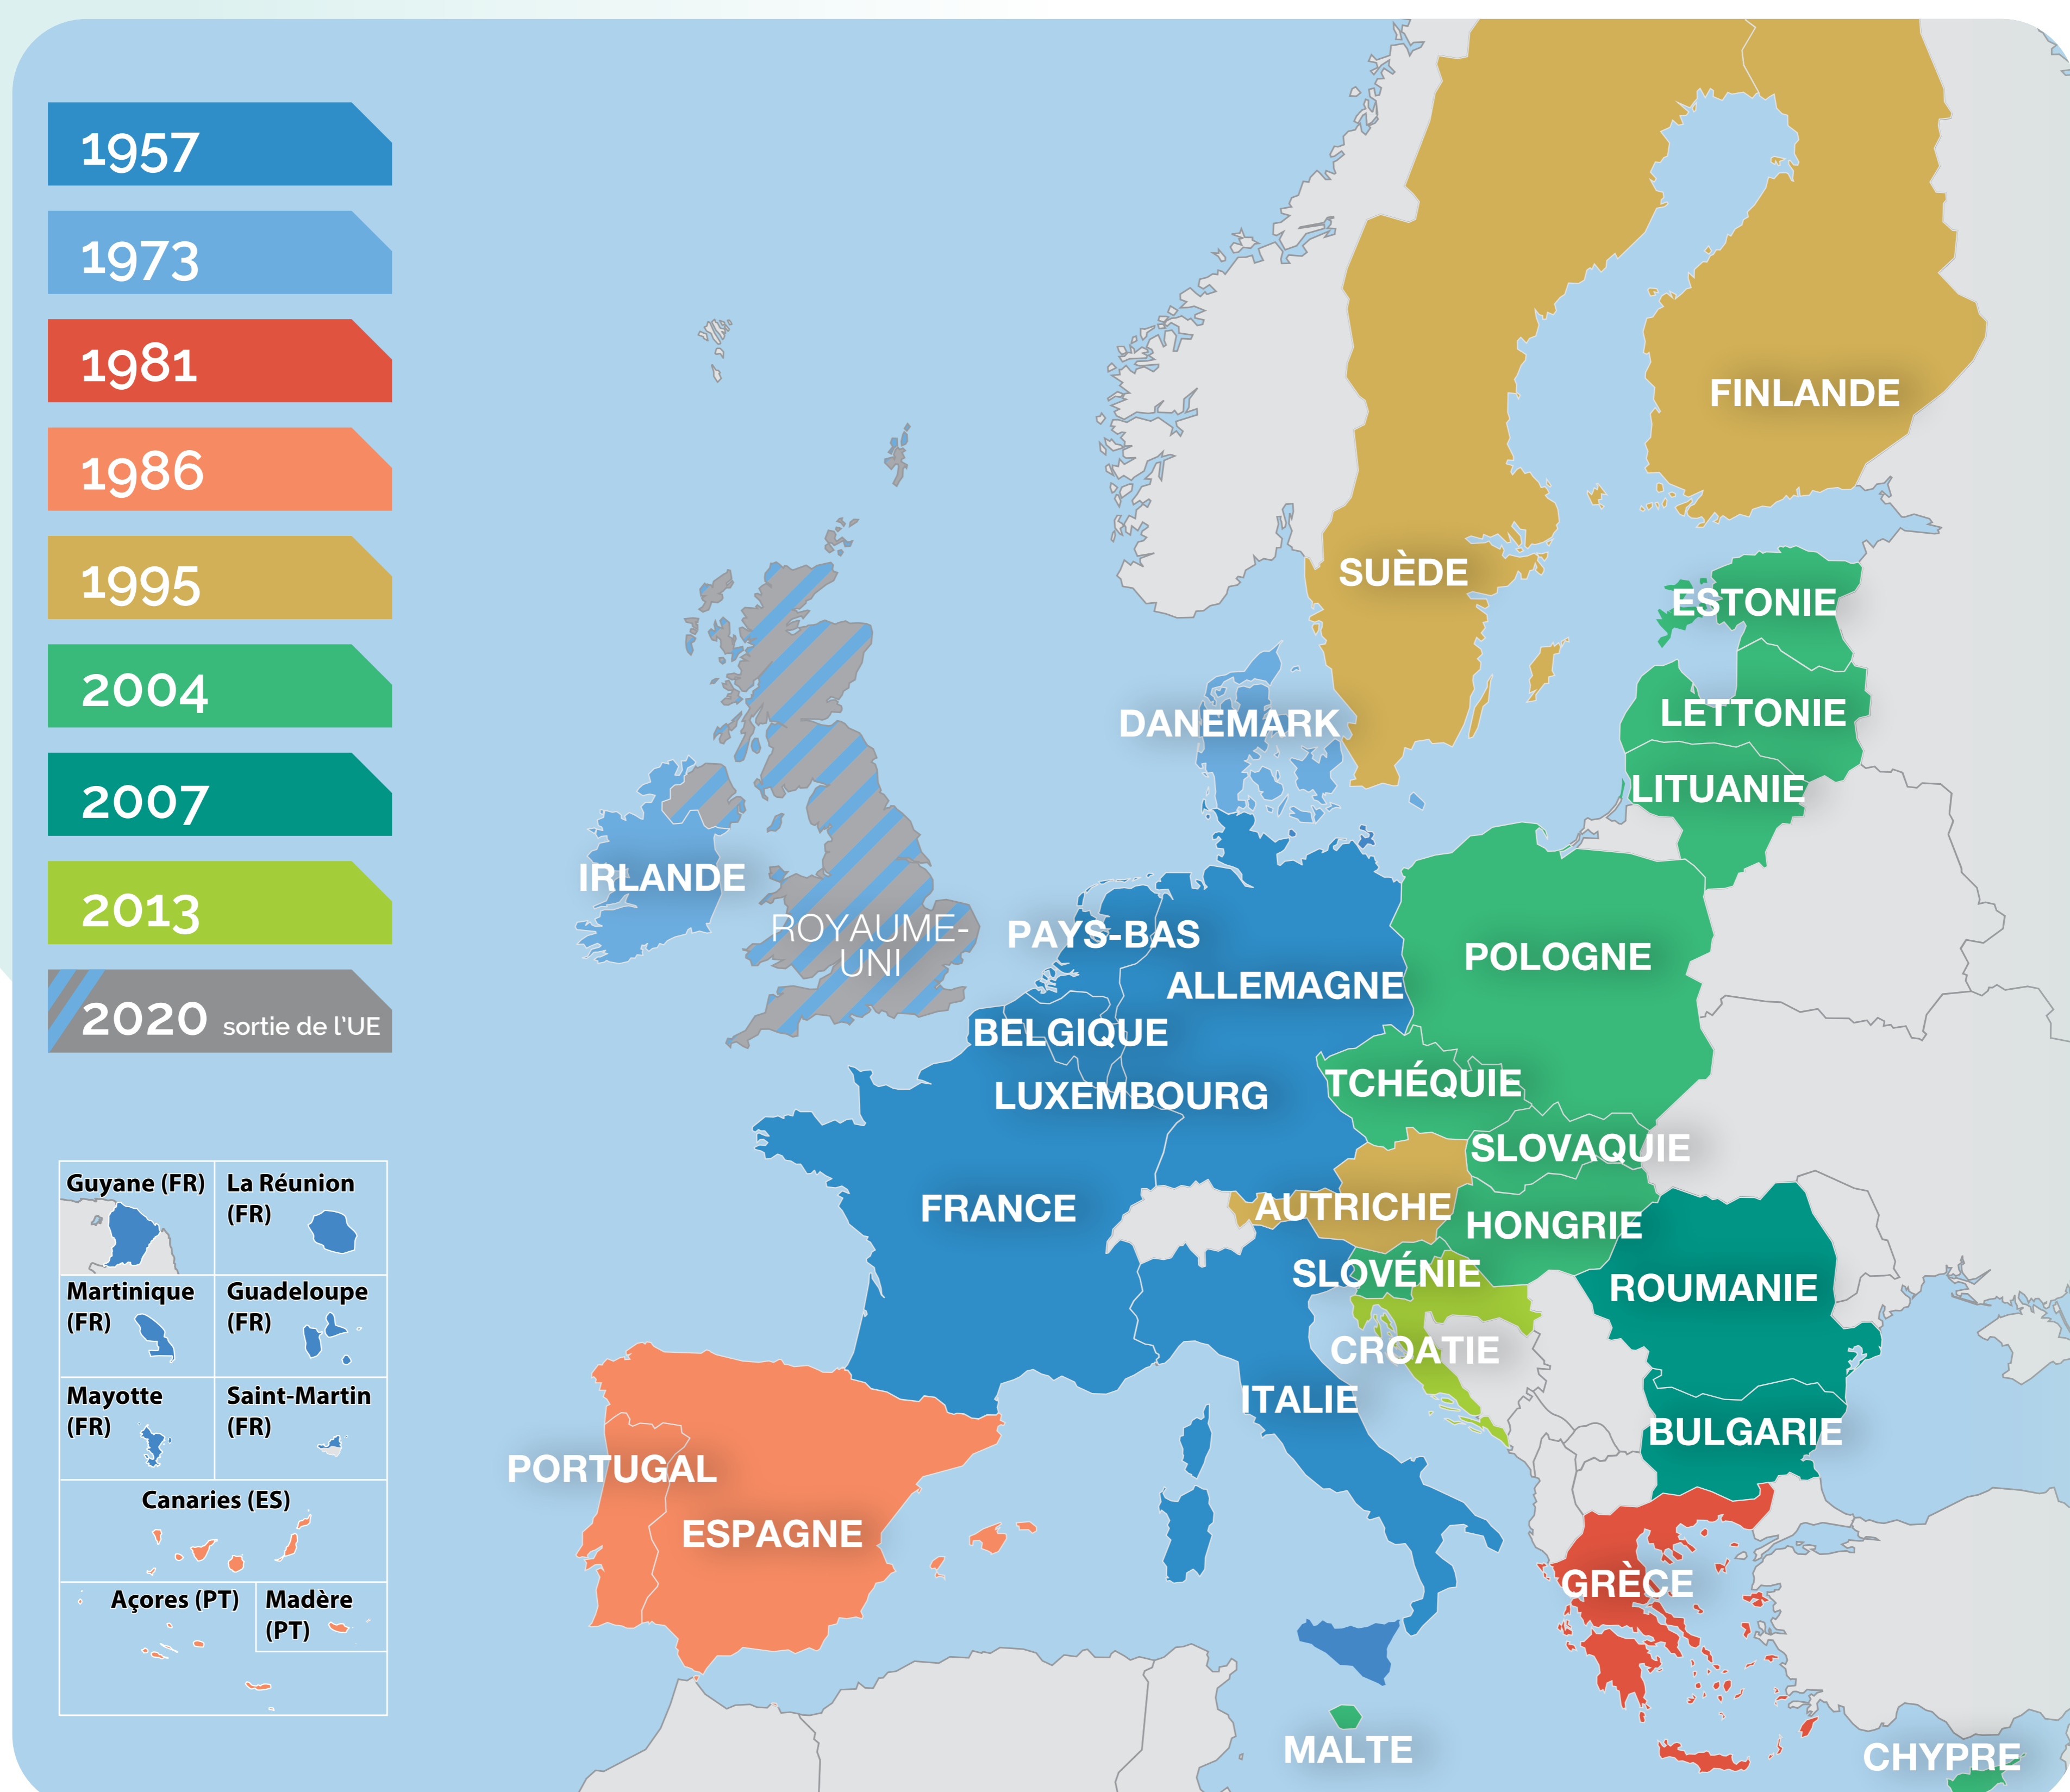 1957
1973
1981
1986
1995
2004
2007
2013
2020 sortie de l'UE
Guyane (FR)
La Réunion
(FR)
Martinique
(FR)
Guadeloupe
(FR)
Mayotte
(FR)
Saint-Martin
(FR)
Canaries (ES)
Açores (PT)
Madère
(PT)
FINLANDE
SUÈDE
ESTONIE
LETTONIE
DANEMARK
LITUANIE
IRLANDE
ROYAUME-
UNI
PAYS-BAS
POLOGNE
ALLEMAGNE
BELGIQUE
TCHÉQUIE
LUXEMBOURG
SLOVAQUIE
FRANCE
AUTRICHE
HONGRIE
SLOVÉNIE
ROUMANIE
CROATIE
ITALIE
BULGARIE
PORTUGAL
ESPAGNE
GRÈCE
MALTE
CHYPRE